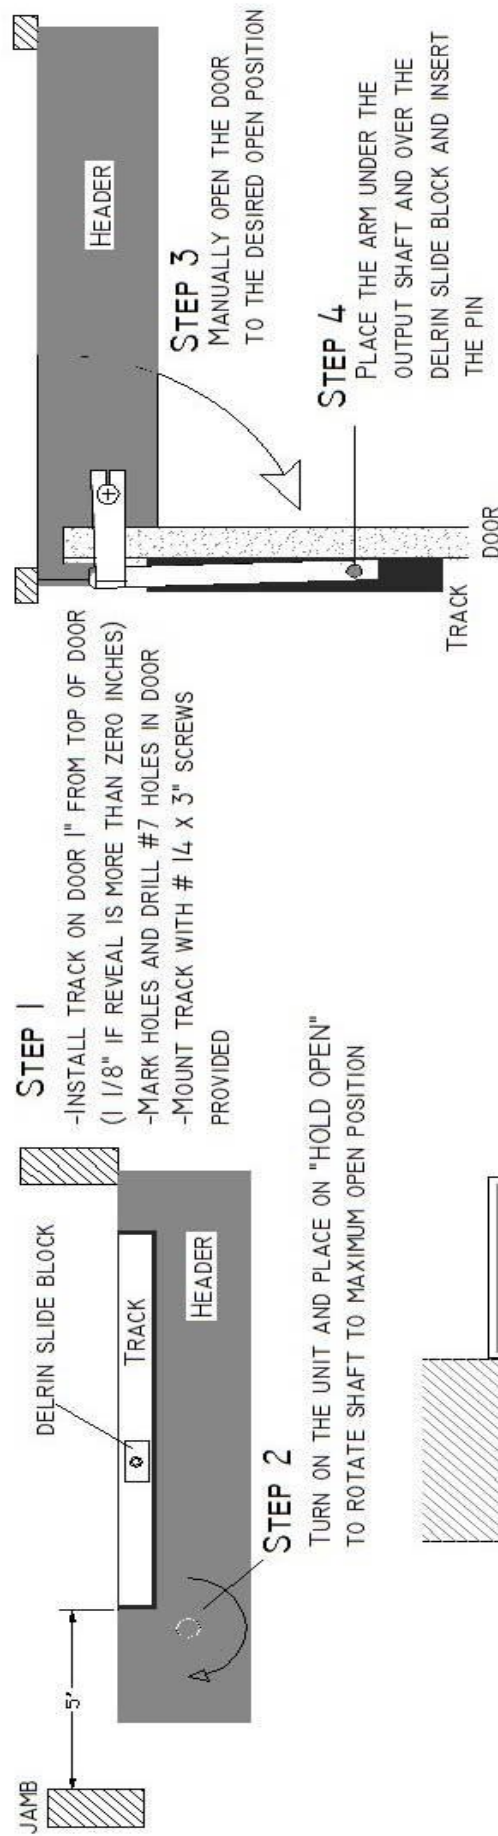 JAMB
5'
DELRIN SLIDE BLOCK
TRACK
HEADER
STEP 2
TURN ON THE UNIT AND PLACE ON "HOLD OPEN"
TO ROTATE SHAFT TO MAXIMUM OPEN POSITION
STEP 1
-INSTALL TRACK ON DOOR 1" FROM TOP OF DOOR
(1 1/8" IF REVEAL IS MORE THAN ZERO INCHES)
-MARK HOLES AND DRILL #7 HOLES IN DOOR
-MOUNT TRACK WITH # 14 X 3" SCREWS
PROVIDED
HEADER
STEP 3
MANUALLY OPEN THE DOOR
TO THE DESIRED OPEN POSITION
STEP 4
PLACE THE ARM UNDER THE
OUTPUT SHAFT AND OVER THE
DELRIN SLIDE BLOCK AND INSERT
THE PIN
TRACK
DOOR